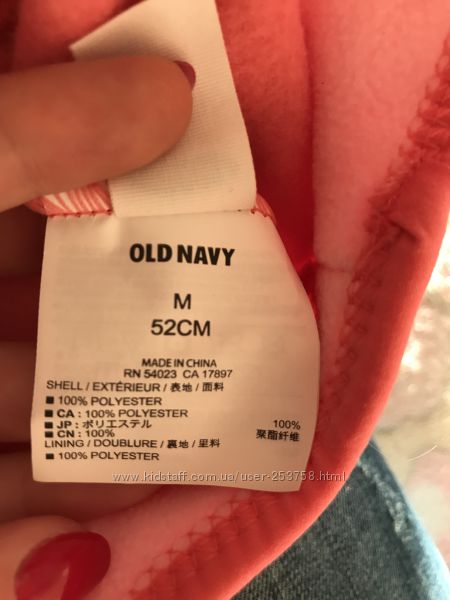 OLD NAVY
M
52CM
MADE IN CHINA
RN 54023 CA 17897
SHELL / EXTÉRIEUR / 表地 / 面料
■ 100% POLYESTER
■ CA : 100% POLYESTER
■ JP : ポリエステル 100%
■ CN : 100% 聚酯纤维
LINING / DOUBLURE / 裏地 / 里料
■ 100% POLYESTER
© www.kidstaff.com.ua/user-253758.html